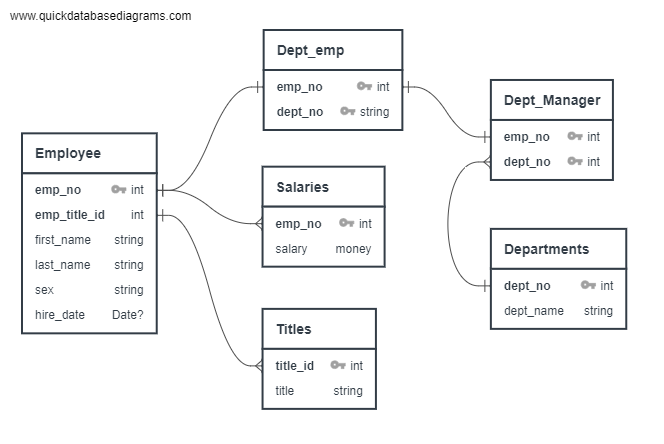 www.quickdatabasediagrams.com
Dept_emp
emp_no int
dept_no string
Dept_Manager
emp_no int
dept_no int
Employee
emp_no int
emp_title_id int
first_name string
last_name string
sex string
hire_date Date?
Salaries
emp_no int
salary money
Departments
dept_no int
dept_name string
Titles
title_id int
title string